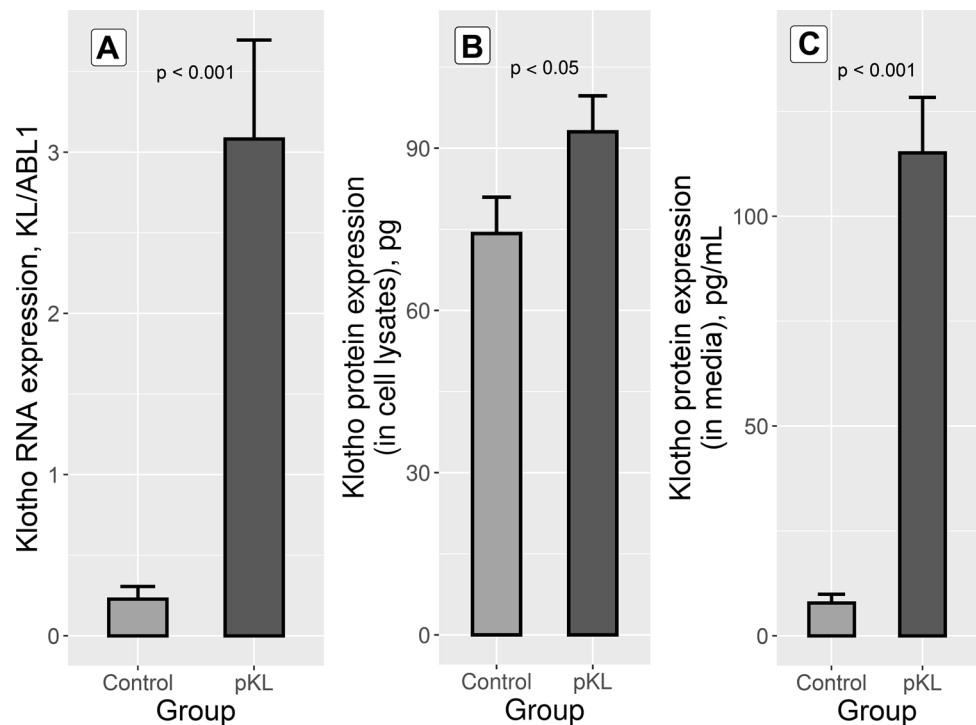 A
p < 0.001
Klotho RNA expression, KL/ABL1
3
2
1
0
Control
pKL
Group
B
p < 0.05
Klotho protein expression
(in cell lysates), pg
90
60
30
0
Control
pKL
Group
C
p < 0.001
Klotho protein expression
(in media), pg/mL
100
50
0
Control
pKL
Group